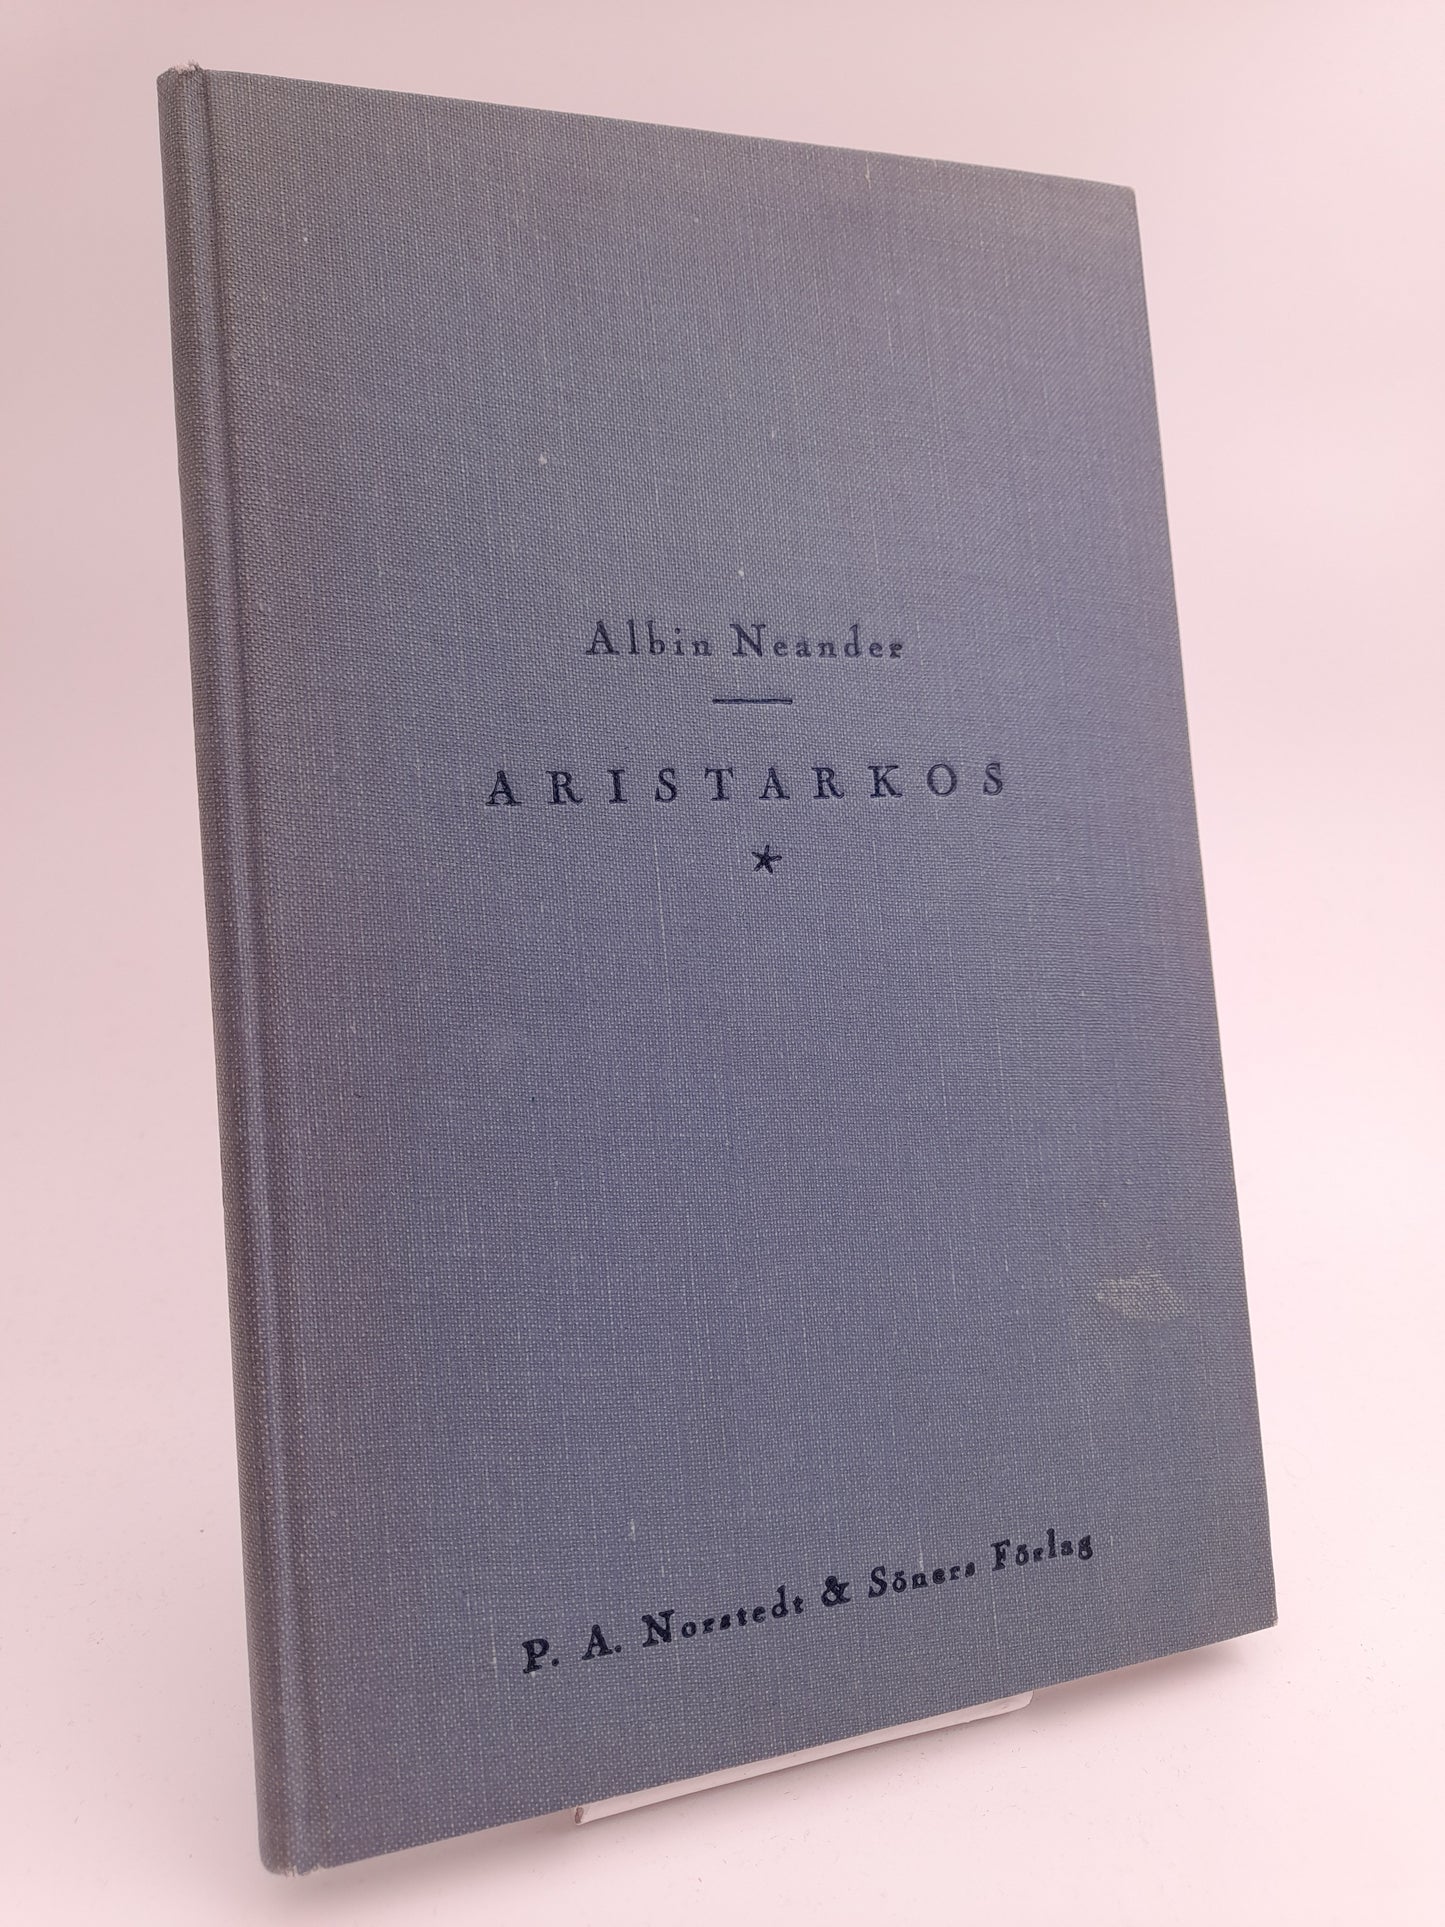 Albin Neander
ARISTARKOS
*
P. A. Norstedt & Söners Förlag